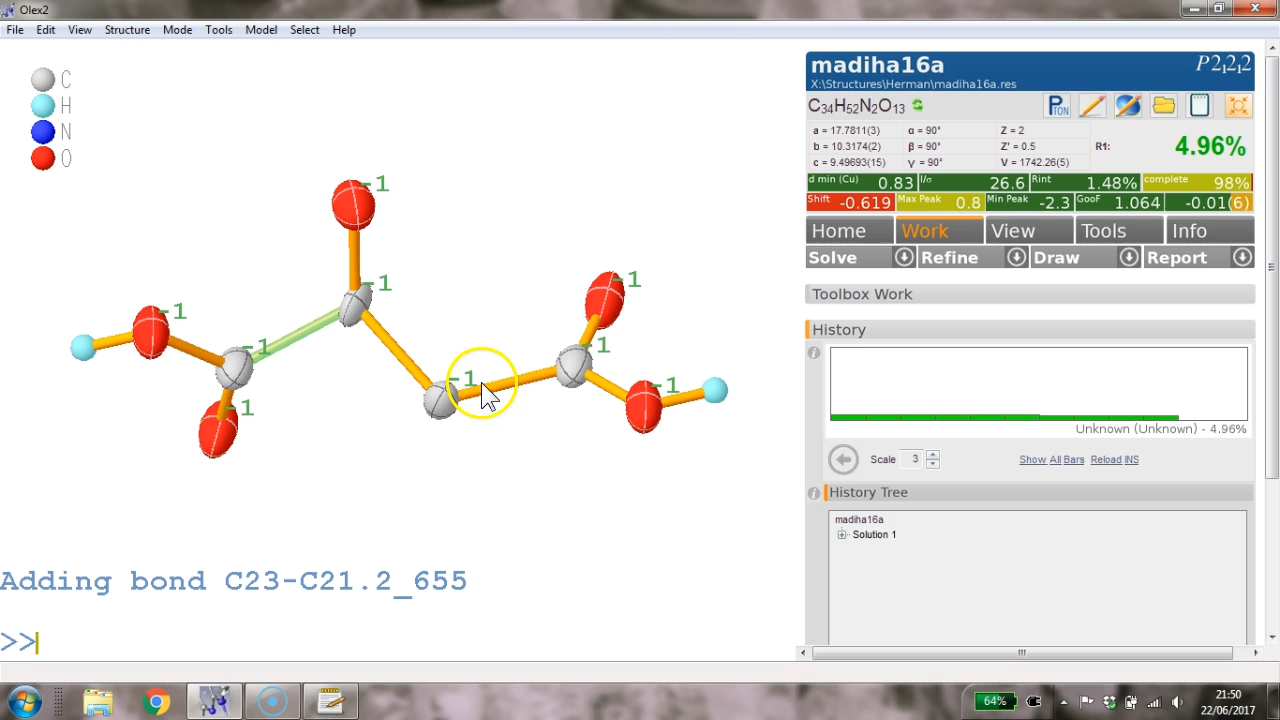 Olex2
File Edit View Structure Mode Tools Model Select Help
C
H
N
O
-1
-1
-1
-1
-1
-1
-1
-1
-1
Adding bond C23-C21.2_655
>>
madiha16a P2₁2₁2
X:\Structures\Herman\madiha16a.res
C₃₄H₅₂N₂O₁₃
a = 17.7811(3) α = 90° Z = 2
b = 10.3174(2) β = 90° Z' = 0.5
c = 9.49693(15) γ = 90° V = 1742.26(5)
R1: 4.96%
d min (Cu) 0.83 I/σ 26.6 Rint 1.48% complete 98%
Shift -0.619 Max Peak 0.8 Min Peak -2.3 GooF 1.064 -0.01(6)
Home Work View Tools Info
Solve Refine Draw Report
Toolbox Work
History
Unknown (Unknown) - 4.96%
Scale 3 Show All Bars Reload INS
History Tree
madiha16a
Solution 1
64% 21:50
22/06/2017